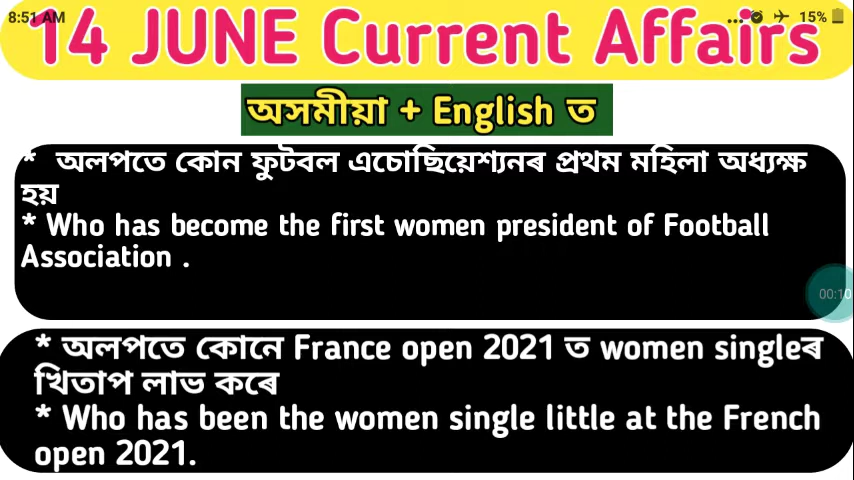 8:51 AM
15%
14 JUNE Current Affairs
অসমীয়া + English ত
* অলপতে কোন ফুটবল এচোছিয়েশ্যনৰ প্ৰথম মহিলা অধ্যক্ষ
হয়
* Who has become the first women president of Football
Association .
00:10
* অলপতে কোনে France open 2021 ত women singleৰ
খিতাপ লাভ কৰে
* Who has been the women single little at the French
open 2021.